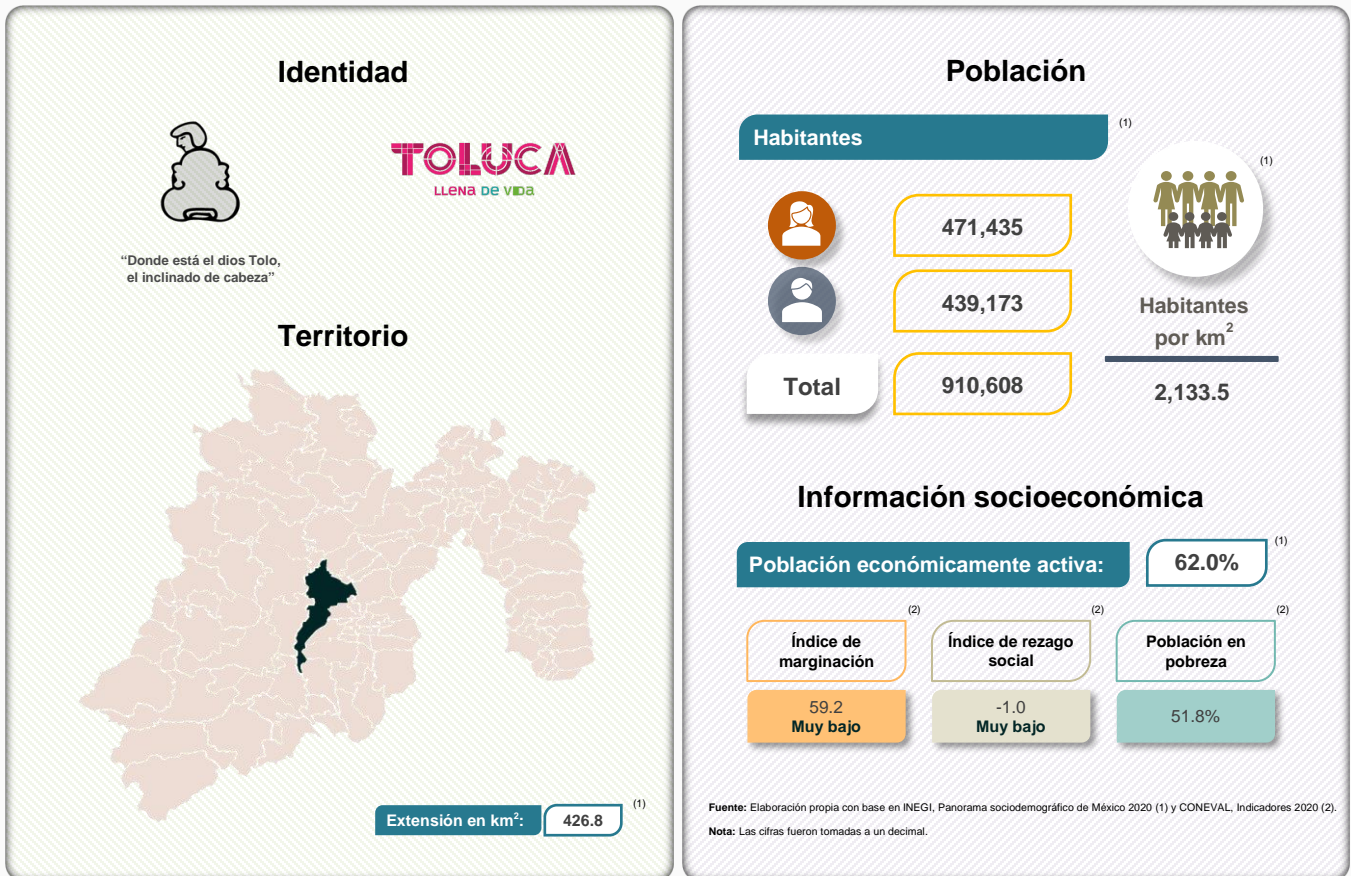 Identidad
TOLUCA
LLENA DE VIDA
“Donde está el dios Tolo,
el inclinado de cabeza”
Territorio
Extensión en km²:
426.8
(1)
Población
Habitantes
(1)
471,435
439,173
Total
910,608
(1)
Habitantes
por km²
2,133.5
Información socioeconómica
Población económicamente activa:
62.0%
(1)
(2)
Índice de
marginación
59.2
Muy bajo
(2)
Índice de rezago
social
-1.0
Muy bajo
(2)
Población en
pobreza
51.8%
Fuente: Elaboración propia con base en INEGI, Panorama sociodemográfico de México 2020 (1) y CONEVAL, Indicadores 2020 (2).
Nota: Las cifras fueron tomadas a un decimal.